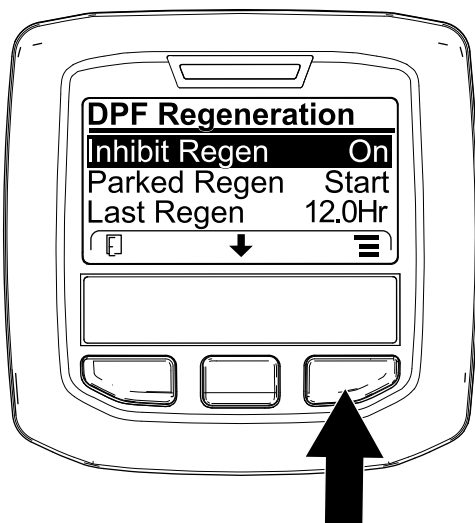 DPF Regeneration
Inhibit Regen On
Parked Regen Start
Last Regen 12.0Hr